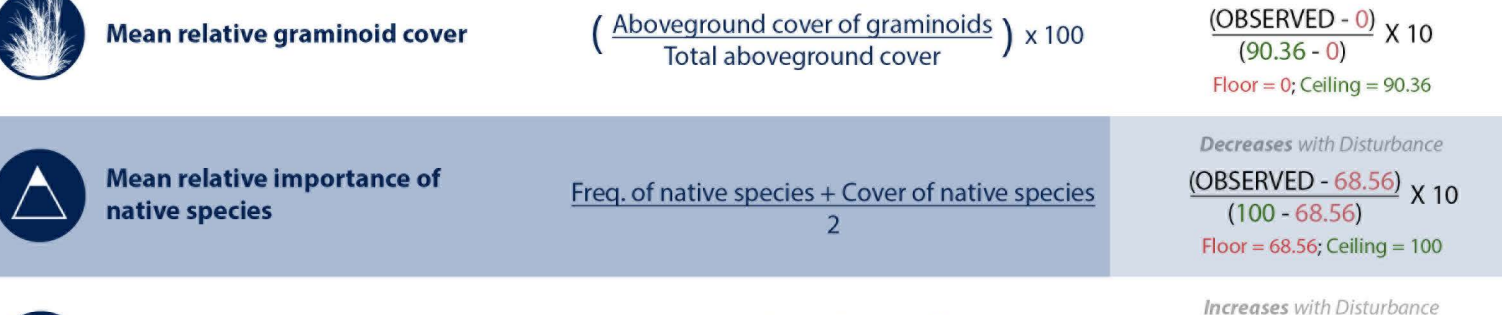 Mean relative graminoid cover
( Aboveground cover of graminoids ) x 100
Total aboveground cover
(OBSERVED - 0) X 10
(90.36 - 0)
Floor = 0; Ceiling = 90.36
Mean relative importance of
native species
Freq. of native species + Cover of native species
2
Decreases with Disturbance
(OBSERVED - 68.56) X 10
(100 - 68.56)
Floor = 68.56; Ceiling = 100
Increases with Disturbance